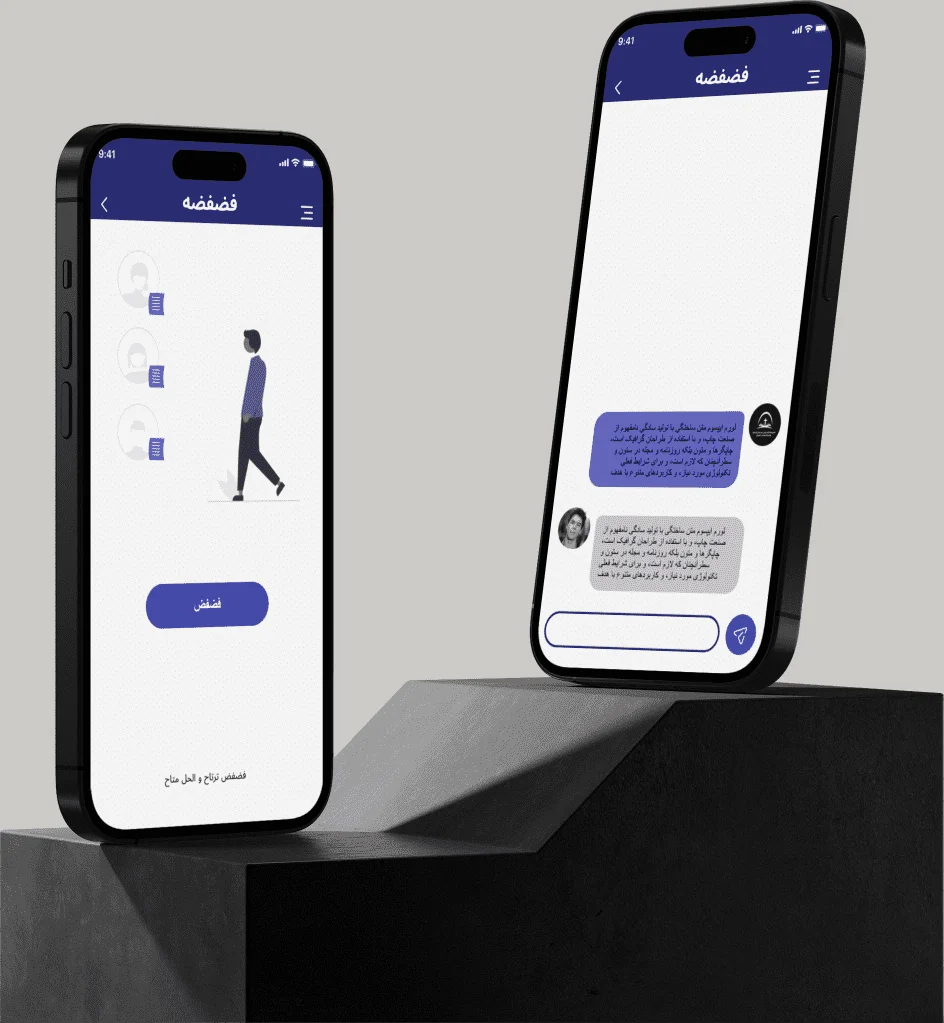 9:41
فضفضه
فضفض
فضفض ترتاح و الحل متاح
9:41
فضفضه
لورم ایپسوم متن ساختگی با تولید سادگی نامفهوم از
صنعت چاپ، و با استفاده از طراحان گرافیک است،
چاپگرها و متون بلکه روزنامه و مجله در ستون و
سطرآنچنان که لازم است، و برای شرایط فعلی
تکنولوژی مورد نیاز، و کاربردهای متنوع با هدف
لورم ایپسوم متن ساختگی با تولید سادگی نامفهوم از
صنعت چاپ، و با استفاده از طراحان گرافیک است،
چاپگرها و متون بلکه روزنامه و مجله در ستون و
سطرآنچنان که لازم است، و برای شرایط فعلی
تکنولوژی مورد نیاز، و کاربردهای متنوع با هدف